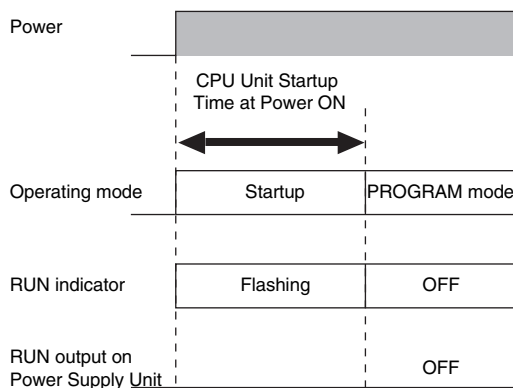 Power
CPU Unit Startup
Time at Power ON
Operating mode
Startup
PROGRAM mode
RUN indicator
Flashing
OFF
RUN output on
Power Supply Unit
OFF